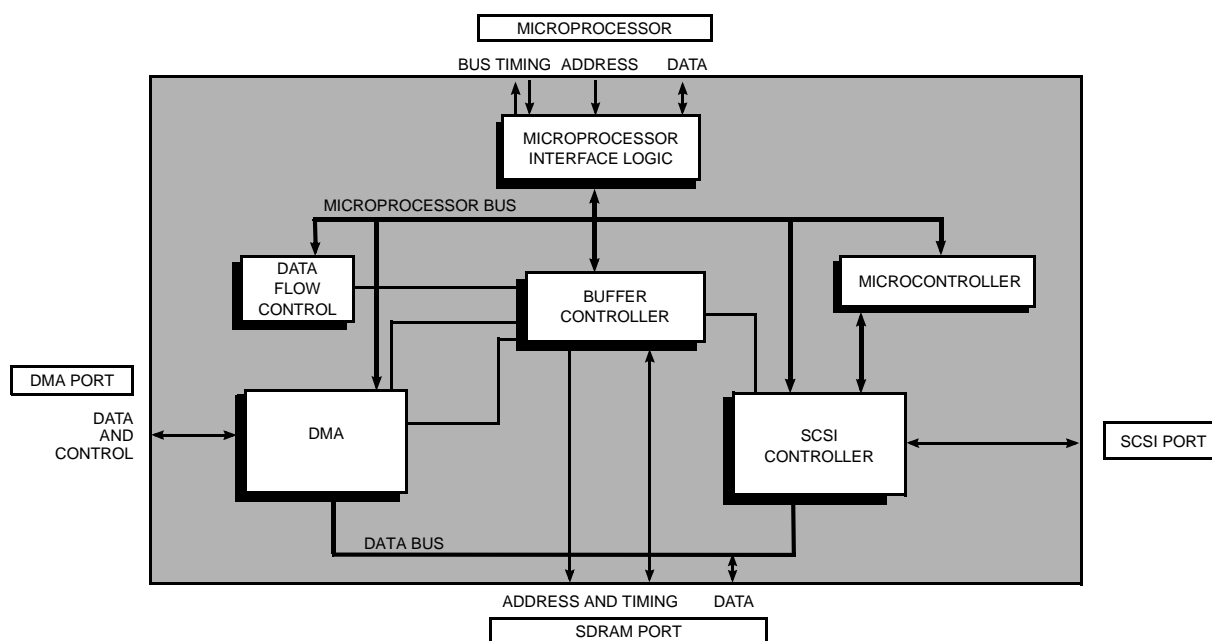 MICROPROCESSOR
BUS TIMING ADDRESS DATA
MICROPROCESSOR
INTERFACE LOGIC
MICROPROCESSOR BUS
DATA
FLOW
CONTROL
BUFFER
CONTROLLER
MICROCONTROLLER
DMA PORT
DATA
AND
CONTROL
DMA
SCSI
CONTROLLER
SCSI PORT
DATA BUS
ADDRESS AND TIMING DATA
SDRAM PORT